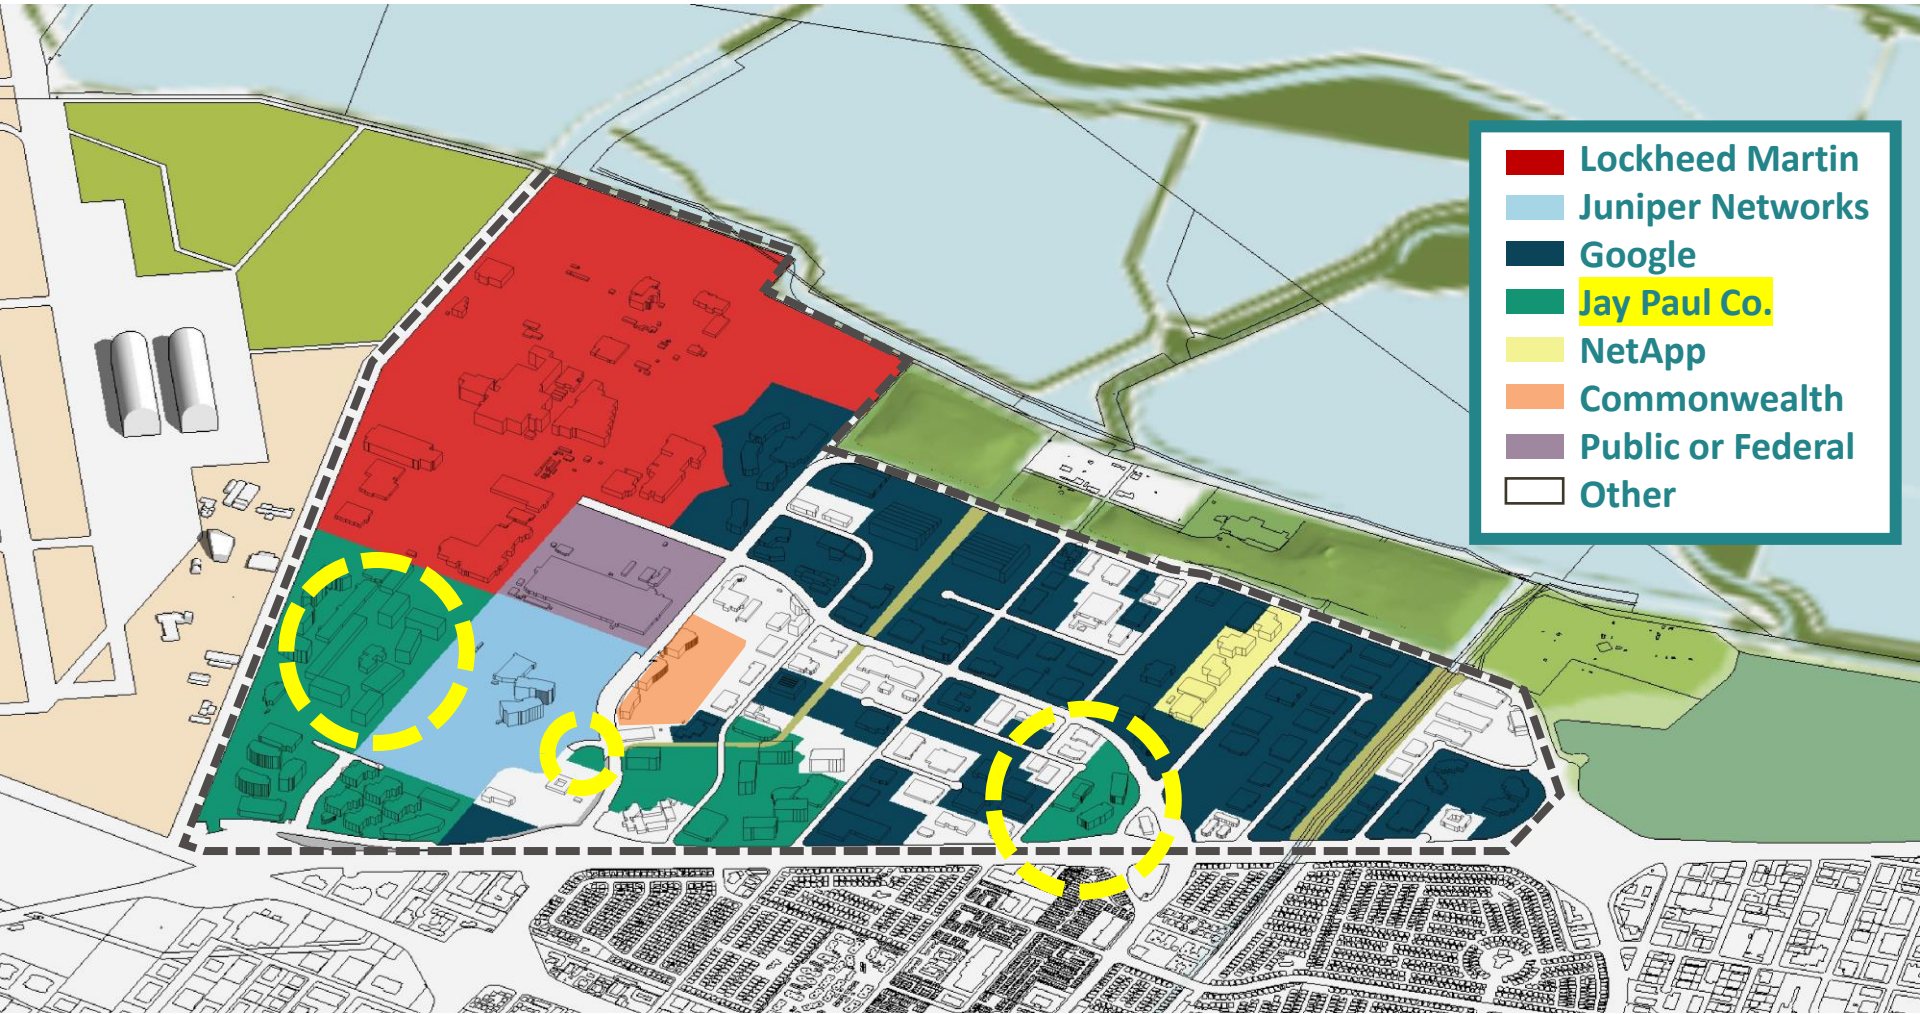 Lockheed Martin
Juniper Networks
Google
Jay Paul Co.
NetApp
Commonwealth
Public or Federal
Other